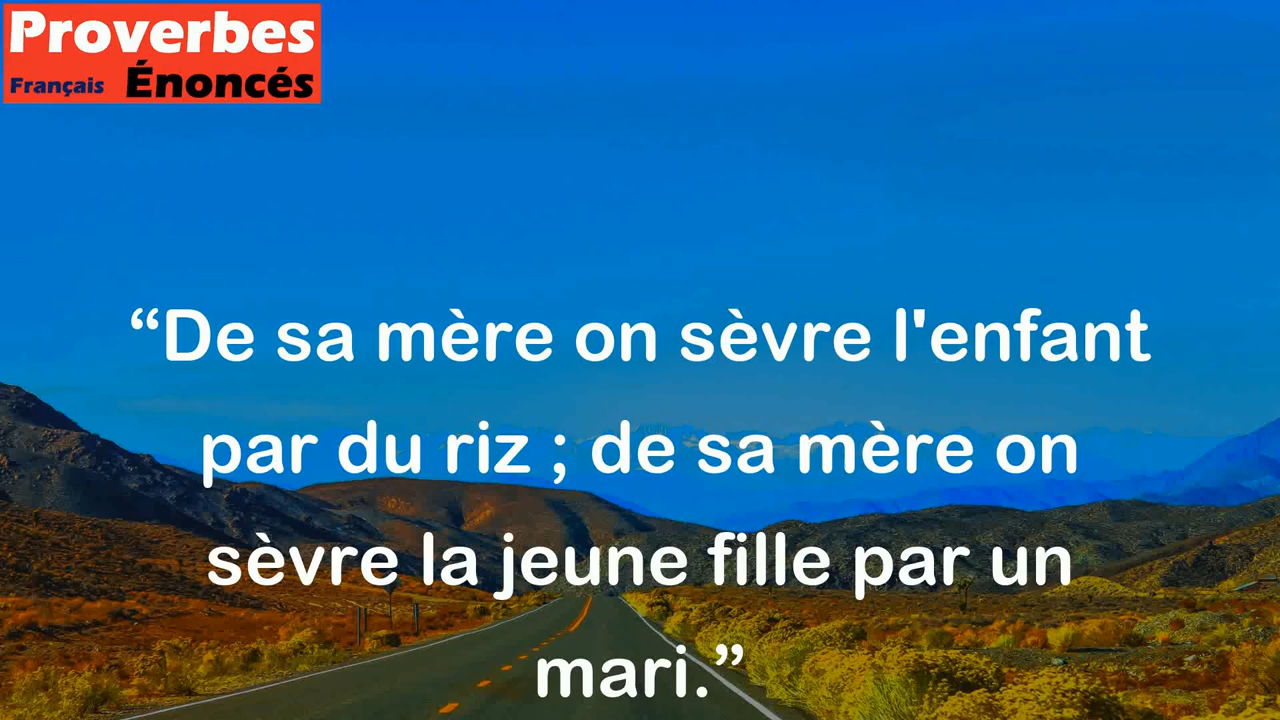 Proverbes
Français Énoncés
“De sa mère on sèvre l'enfant
par du riz ; de sa mère on
sèvre la jeune fille par un
mari.”